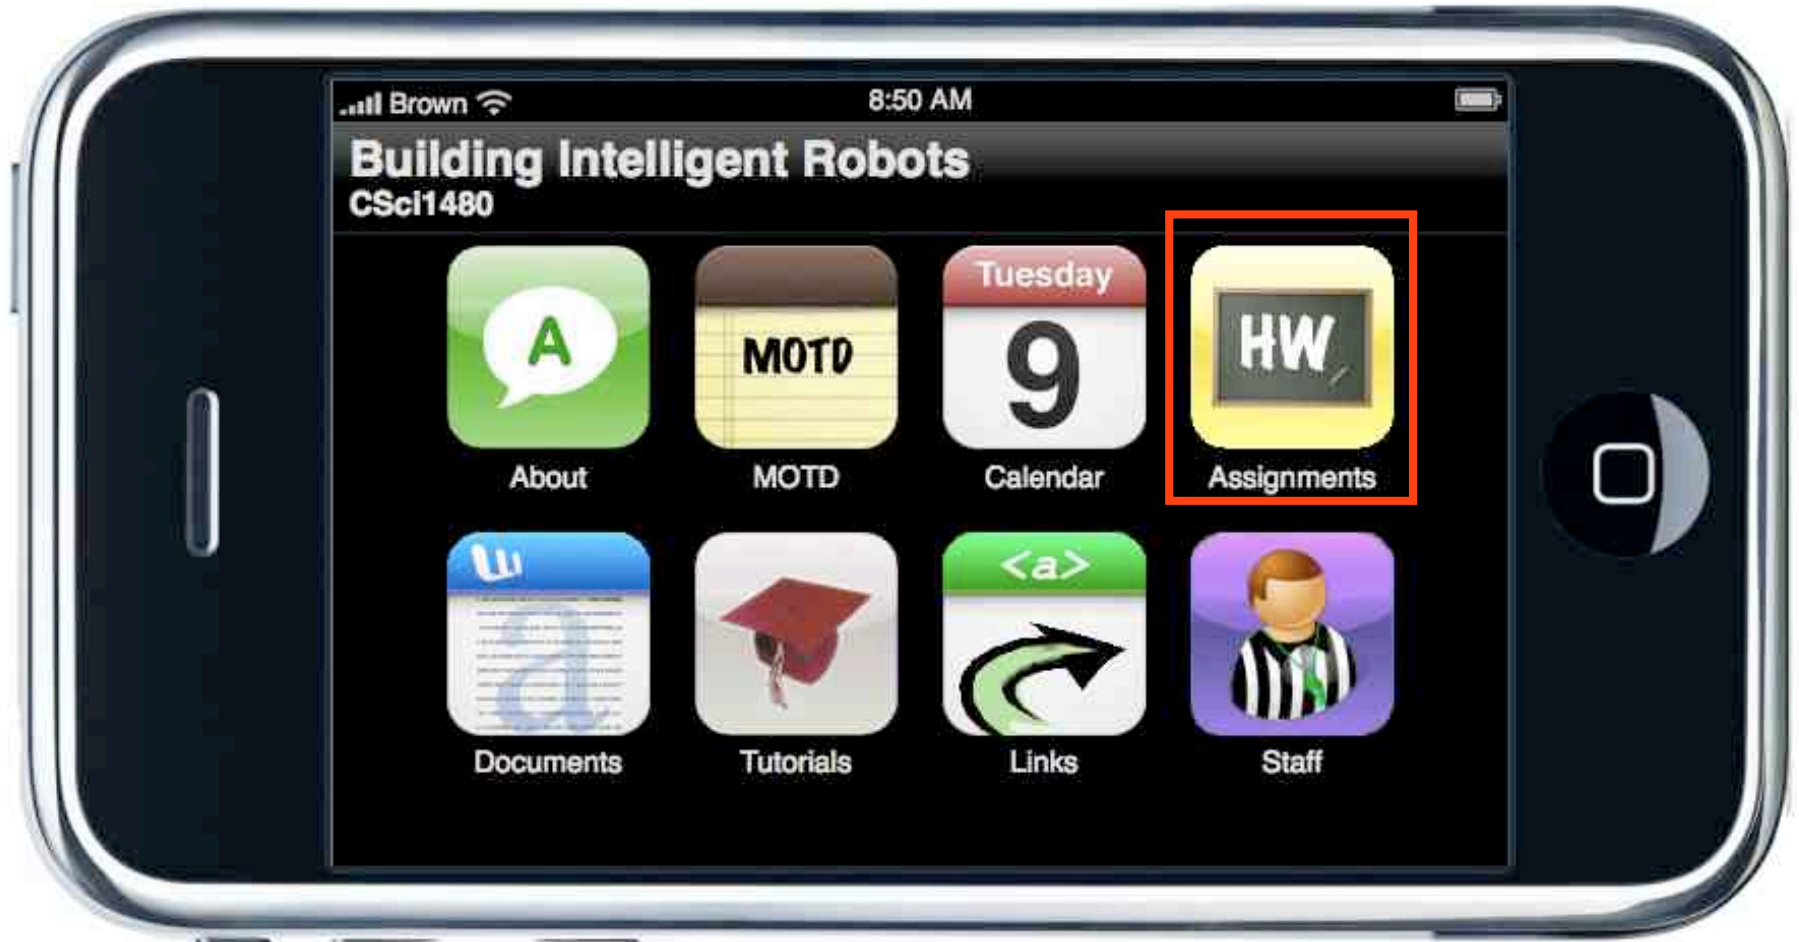 Brown 8:50 AM
Building Intelligent Robots
CSci1480
A
MOTD
Tuesday
9
HW
About
MOTD
Calendar
Assignments
W
a
<a>
Documents
Tutorials
Links
Staff